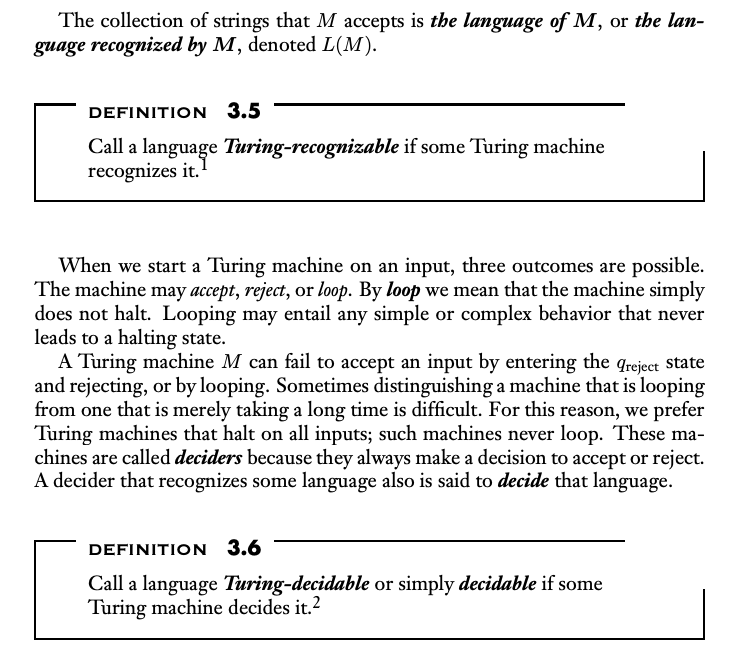 The collection of strings that M accepts is the language of M, or the lan-
guage recognized by M, denoted L(M).
DEFINITION 3.5
Call a language Turing-recognizable if some Turing machine
recognizes it.¹
When we start a Turing machine on an input, three outcomes are possible.
The machine may accept, reject, or loop. By loop we mean that the machine simply
does not halt. Looping may entail any simple or complex behavior that never
leads to a halting state.
A Turing machine M can fail to accept an input by entering the q_reject state
and rejecting, or by looping. Sometimes distinguishing a machine that is looping
from one that is merely taking a long time is difficult. For this reason, we prefer
Turing machines that halt on all inputs; such machines never loop. These ma-
chines are called deciders because they always make a decision to accept or reject.
A decider that recognizes some language also is said to decide that language.
DEFINITION 3.6
Call a language Turing-decidable or simply decidable if some
Turing machine decides it.²